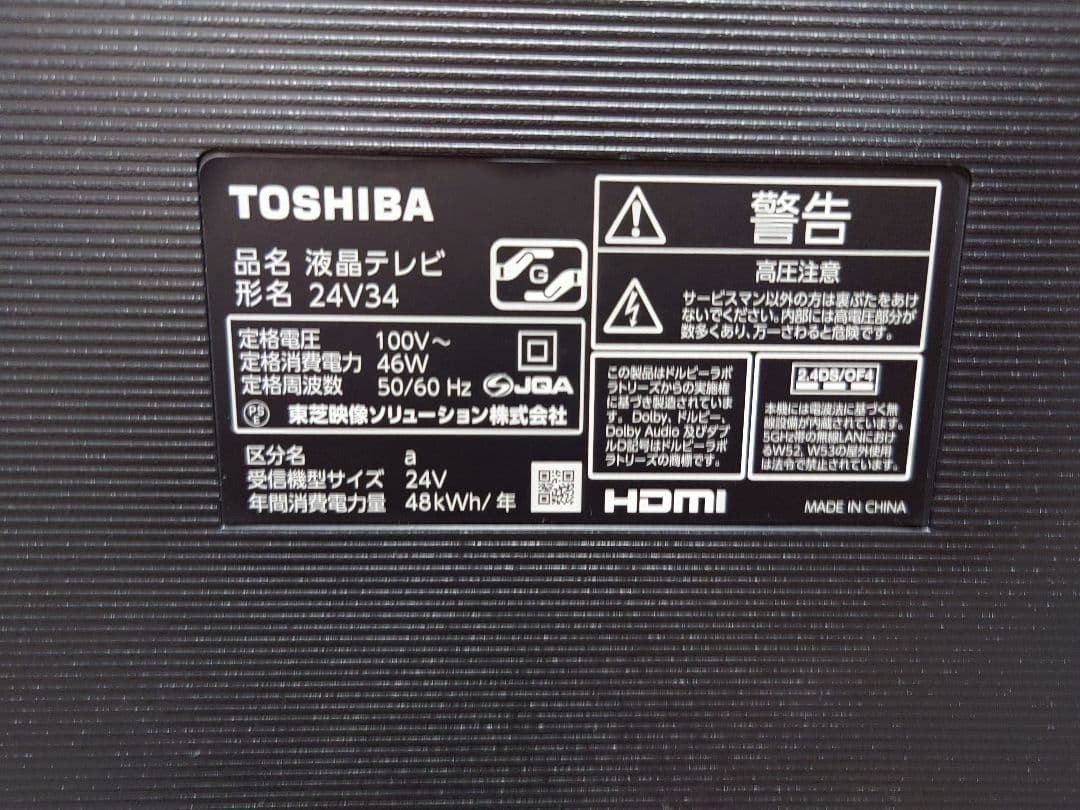 TOSHIBA
品名 液晶テレビ
形名 24V34
G
定格電圧 100V～
定格消費電力 46W
定格周波数 50/60 Hz JQA
PSE 東芝映像ソリューション株式会社
区分名 a
受信機型サイズ 24V
年間消費電力量 48kWh/年
警告
高圧注意
サービスマン以外の方は裏ぶたをあけ
ないでください。内部には高電圧部分が
数多くあり、万一さわると危険です。
この製品はドルビーラボ
ラトリーズからの実施権
に基づき製造されていま
す。Dolby、ドルビー、
Dolby Audio 及びダブ
ルD記号はドルビーラボ
ラトリーズの商標です。
2.4DS/OF4
本機には電波法に基づく無
線設備が内蔵されています。
5GHz帯の無線LANにおけ
るW52、W53の屋外使用
は法令で禁止されています。
HDMI
MADE IN CHINA